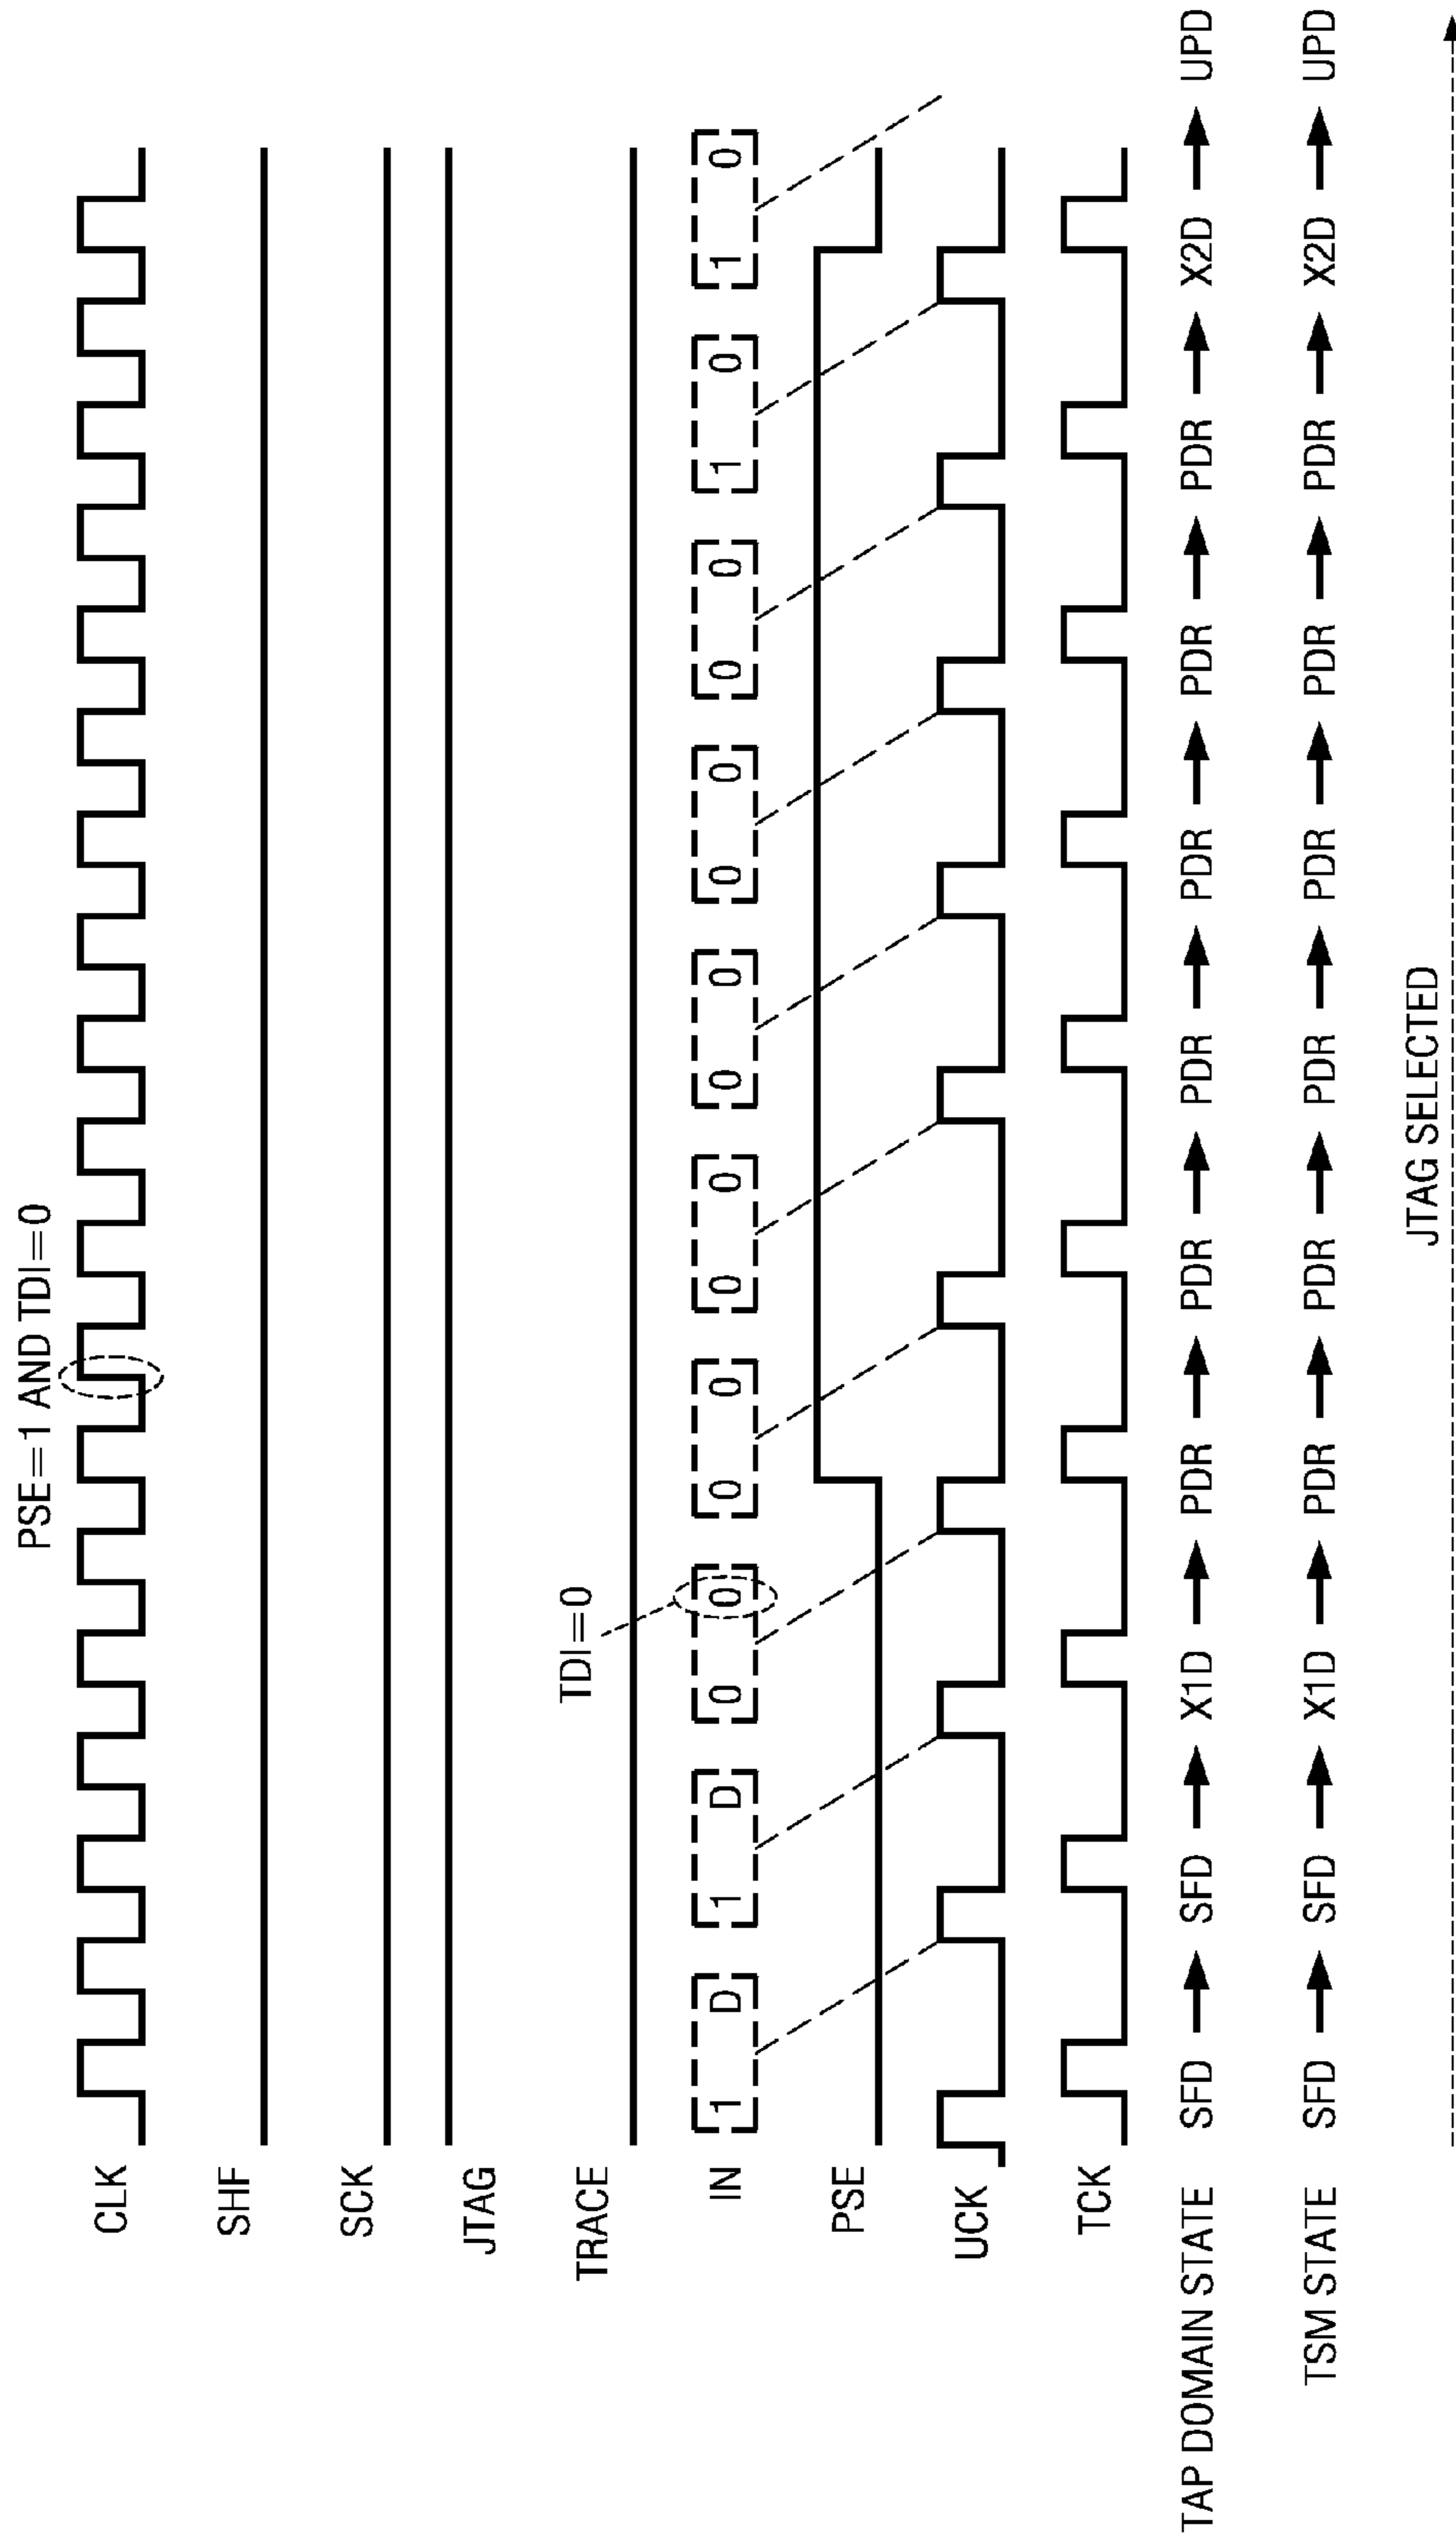 PSE=1 AND TDI=0
CLK
SHF
SCK
JTAG
TRACE
TDI=0
IN 1 D 1 D 0 0 0 0 0 0 0 0 0 0 0 0 1 0 1 0
PSE
UCK
TCK
TAP DOMAIN STATE SFD SFD X1D PDR PDR PDR PDR PDR PDR X2D UPD
TSM STATE SFD SFD X1D PDR PDR PDR PDR PDR PDR X2D UPD
JTAG SELECTED